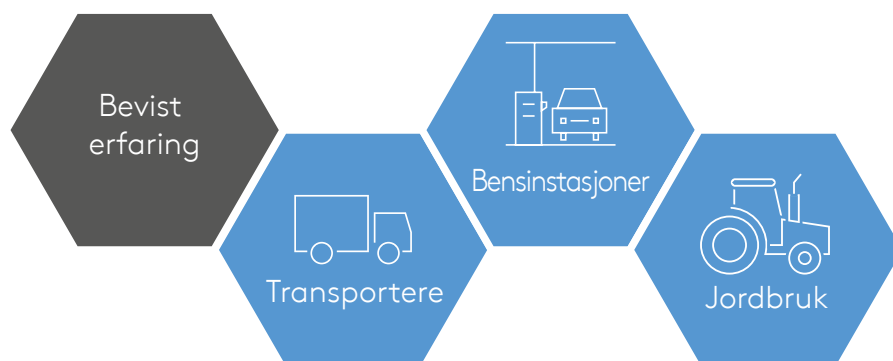 Bevist
erfaring
Transportere
Bensinstasjoner
Jordbruk